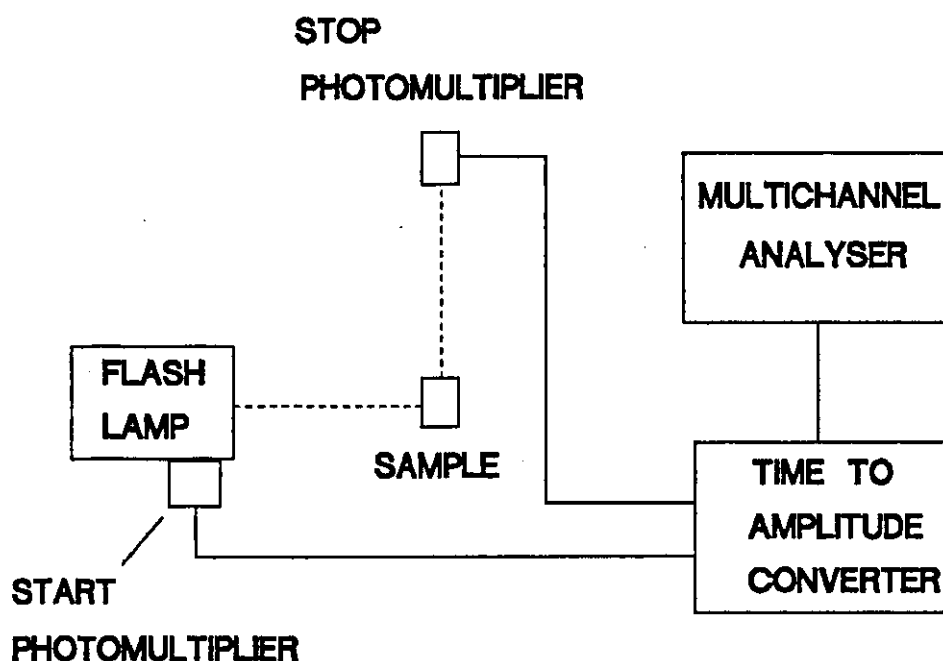 STOP
PHOTOMULTIPLIER
MULTICHANNEL
ANALYSER
FLASH
LAMP
SAMPLE
TIME TO
AMPLITUDE
CONVERTER
START
PHOTOMULTIPLIER